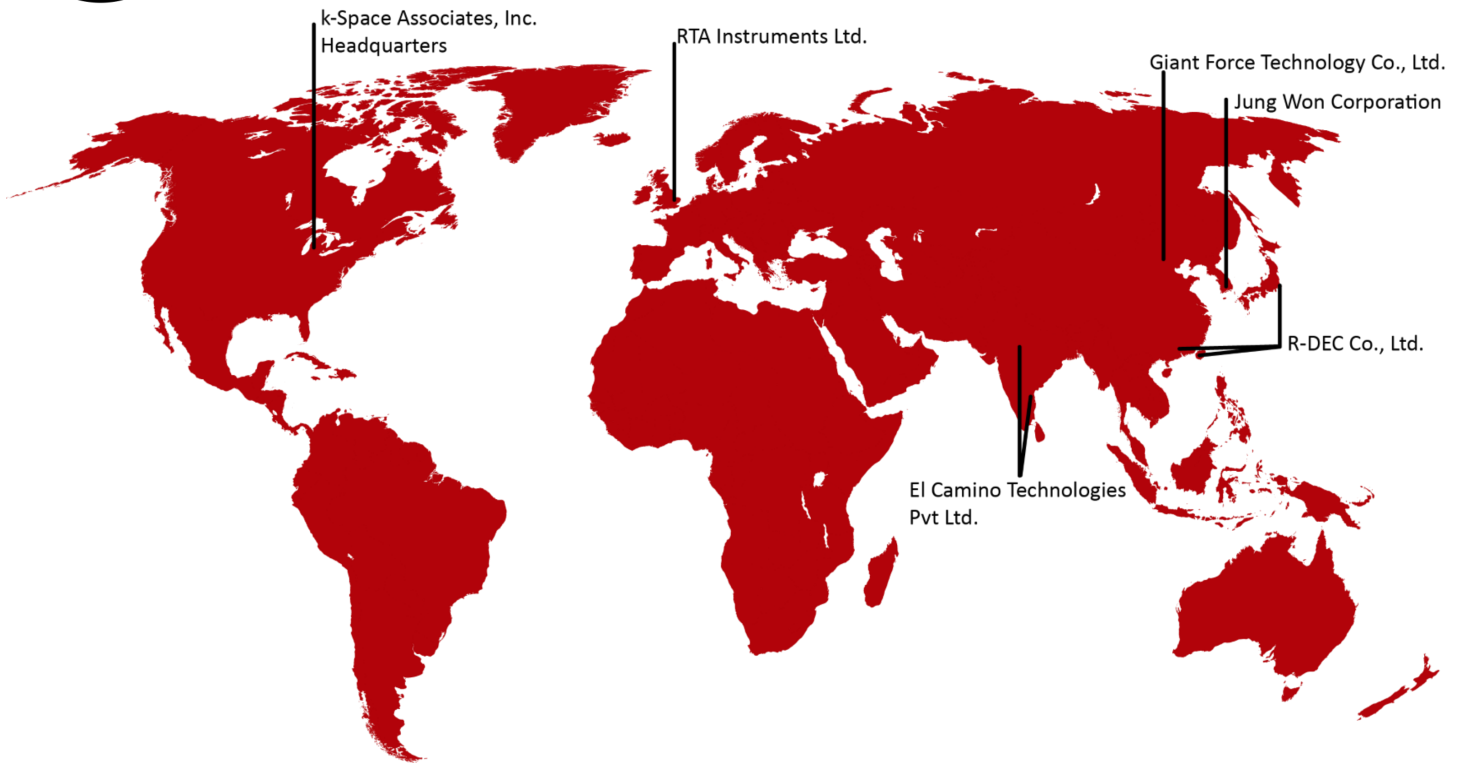 k-Space Associates, Inc.
Headquarters
RTA Instruments Ltd.
Giant Force Technology Co., Ltd.
Jung Won Corporation
R-DEC Co., Ltd.
El Camino Technologies
Pvt Ltd.